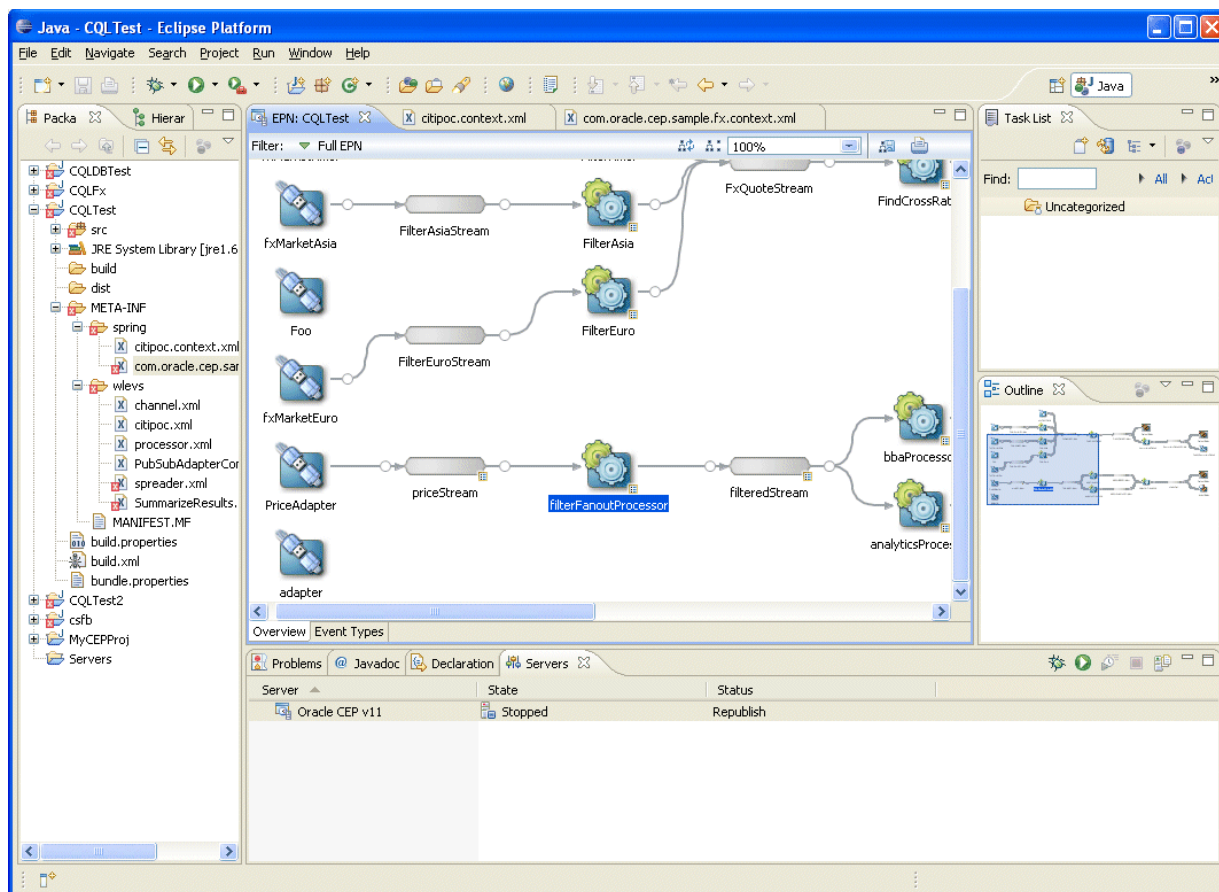 Java - CQLTest - Eclipse Platform
File Edit Navigate Search Project Run Window Help
Java
Packa
Hierar
CQLDBTest
CQLFx
CQLTest
src
JRE System Library [jre1.6
build
dist
META-INF
spring
citipoc.context.xml
com.oracle.cep.sar
wlevs
channel.xml
citipoc.xml
processor.xml
PubSubAdapterCor
spreader.xml
SummarizeResults.
MANIFEST.MF
build.properties
build.xml
bundle.properties
CQLTest2
csfb
MyCEPProj
Servers
EPN: CQLTest
citipoc.context.xml
com.oracle.cep.sample.fx.context.xml
Filter: Full EPN
100%
FxQuoteStream
FindCrossRat
fxMarketAsia
FilterAsiaStream
FilterAsia
Foo
FilterEuro
FilterEuroStream
fxMarketEuro
bbaProcesso
PriceAdapter
priceStream
filterFanoutProcessor
filteredStream
analyticsProces
adapter
Overview
Event Types
Task List
Find:
All
Act
Uncategorized
Outline
Problems
Javadoc
Declaration
Servers
Server State Status
Oracle CEP v11 Stopped Republish